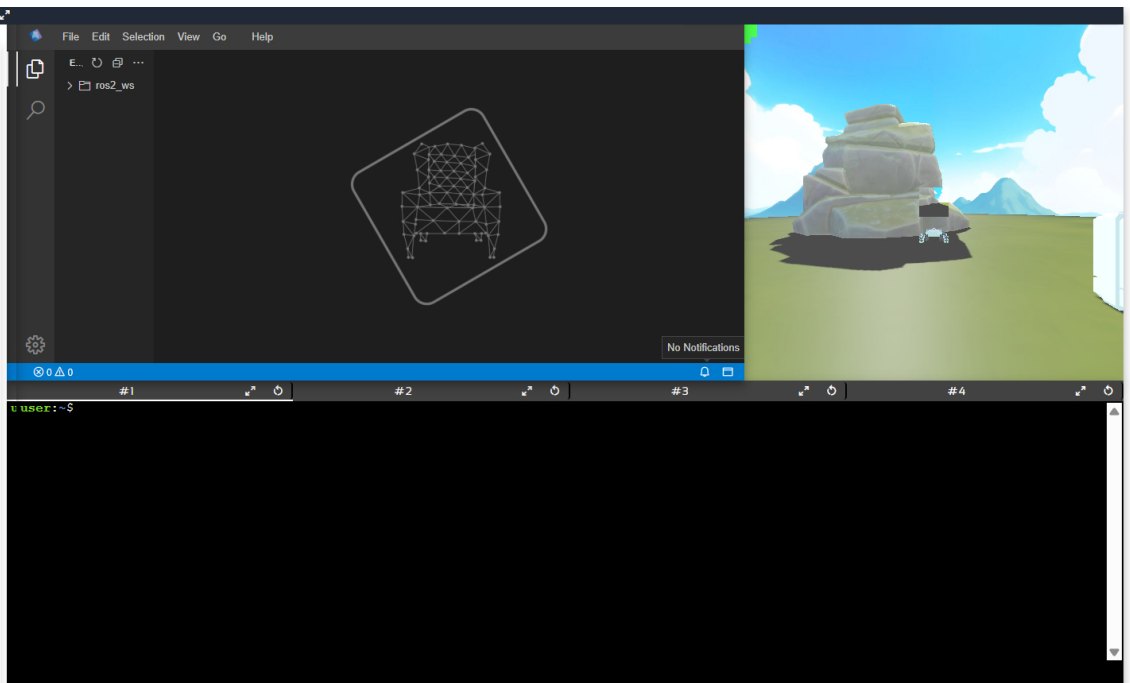 File Edit Selection View Go Help
E...
ros2_ws
No Notifications
0 0
#1 #2 #3 #4
user:~$